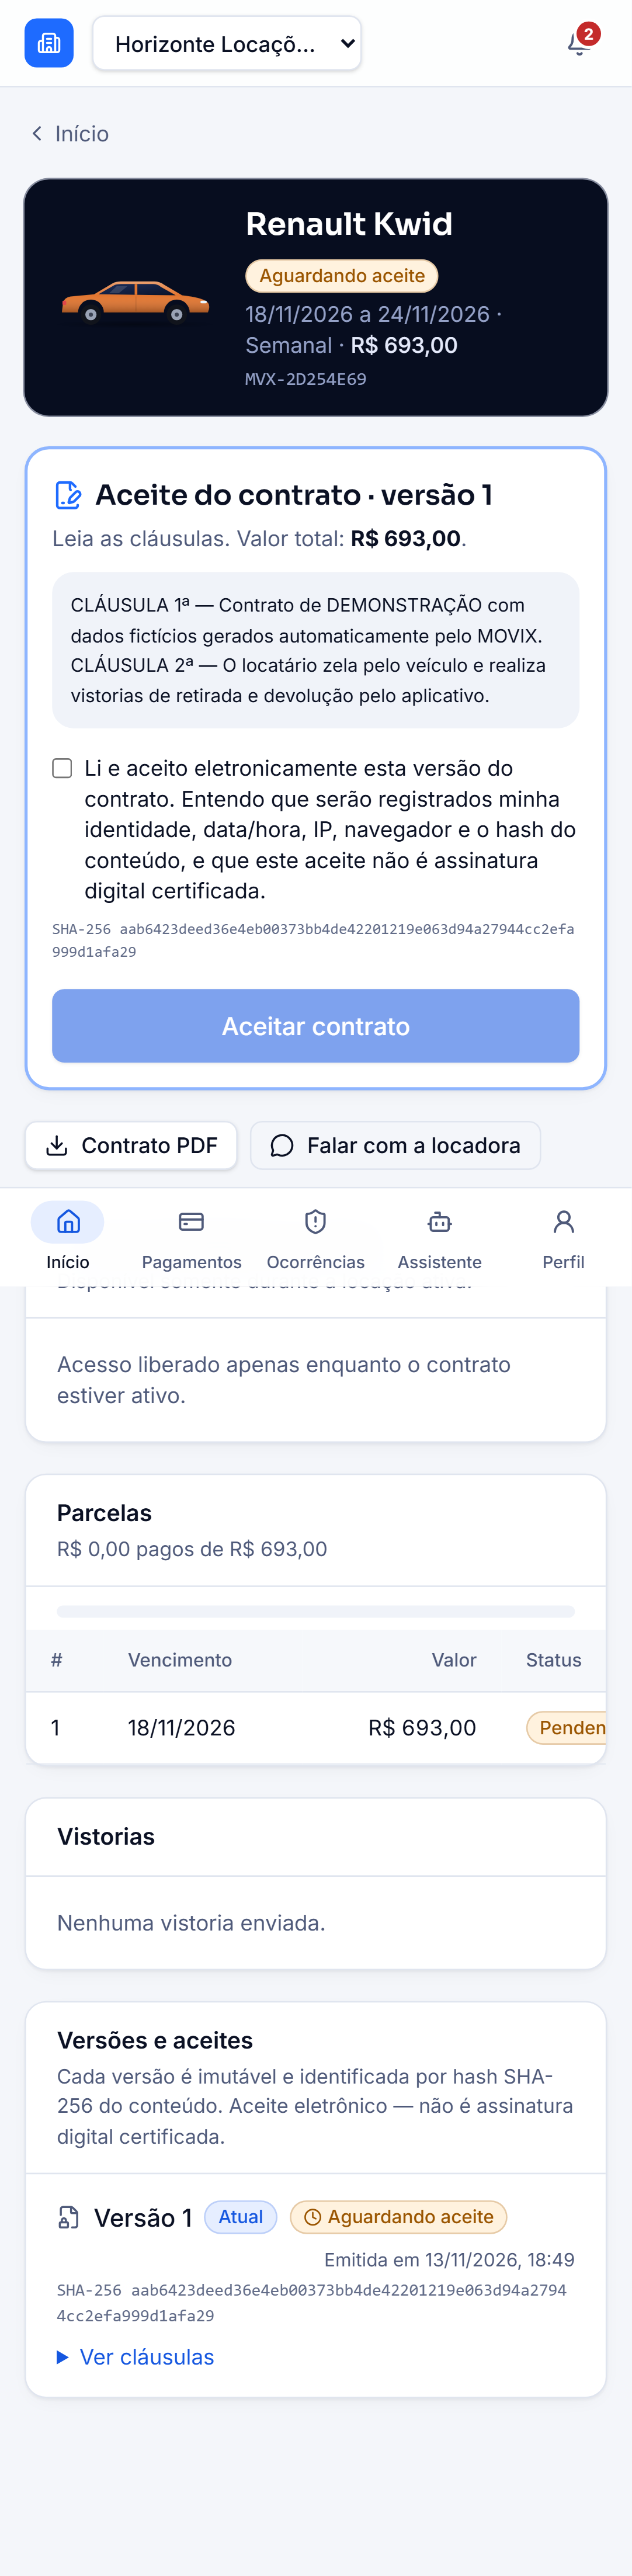 Horizonte Locaçõ...
2
Início
Renault Kwid
Aguardando aceite
18/11/2026 a 24/11/2026 ·
Semanal · R$ 693,00
MVX-2D254E69
Aceite do contrato · versão 1
Leia as cláusulas. Valor total: R$ 693,00.
CLÁUSULA 1ª — Contrato de DEMONSTRAÇÃO com
dados fictícios gerados automaticamente pelo MOVIX.
CLÁUSULA 2ª — O locatário zela pelo veículo e realiza
vistorias de retirada e devolução pelo aplicativo.
Li e aceito eletronicamente esta versão do
contrato. Entendo que serão registrados minha
identidade, data/hora, IP, navegador e o hash do
conteúdo, e que este aceite não é assinatura
digital certificada.
SHA-256 aab6423deed36e4eb00373bb4de42201219e063d94a27944cc2efa
999d1afa29
Aceitar contrato
Contrato PDF
Falar com a locadora
Início
Pagamentos
Ocorrências
Assistente
Perfil
Disponível somente durante a locação ativa.
Acesso liberado apenas enquanto o contrato
estiver ativo.
Parcelas
R$ 0,00 pagos de R$ 693,00
# Vencimento Valor Status
1 18/11/2026 R$ 693,00 Penden
Vistorias
Nenhuma vistoria enviada.
Versões e aceites
Cada versão é imutável e identificada por hash SHA-
256 do conteúdo. Aceite eletrônico — não é assinatura
digital certificada.
Versão 1 Atual Aguardando aceite
Emitida em 13/11/2026, 18:49
SHA-256 aab6423deed36e4eb00373bb4de42201219e063d94a2794
4cc2efa999d1afa29
Ver cláusulas